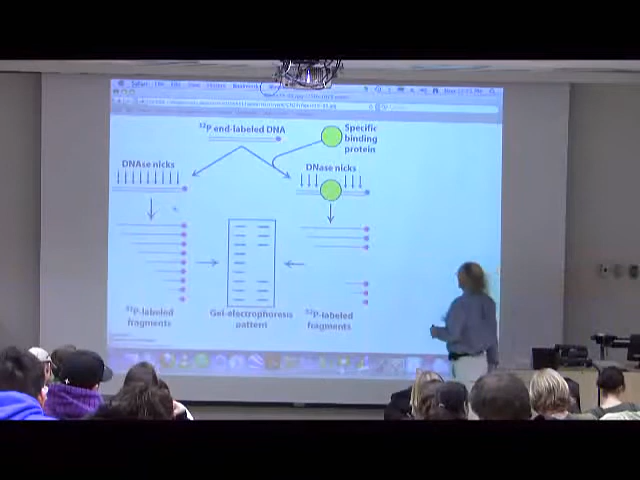 Safari
³²P end-labeled DNA
Specific
binding
protein
DNAse nicks
DNase nicks
³²P-labeled
fragments
Gel-electrophoresis
pattern
³²P-labeled
fragments